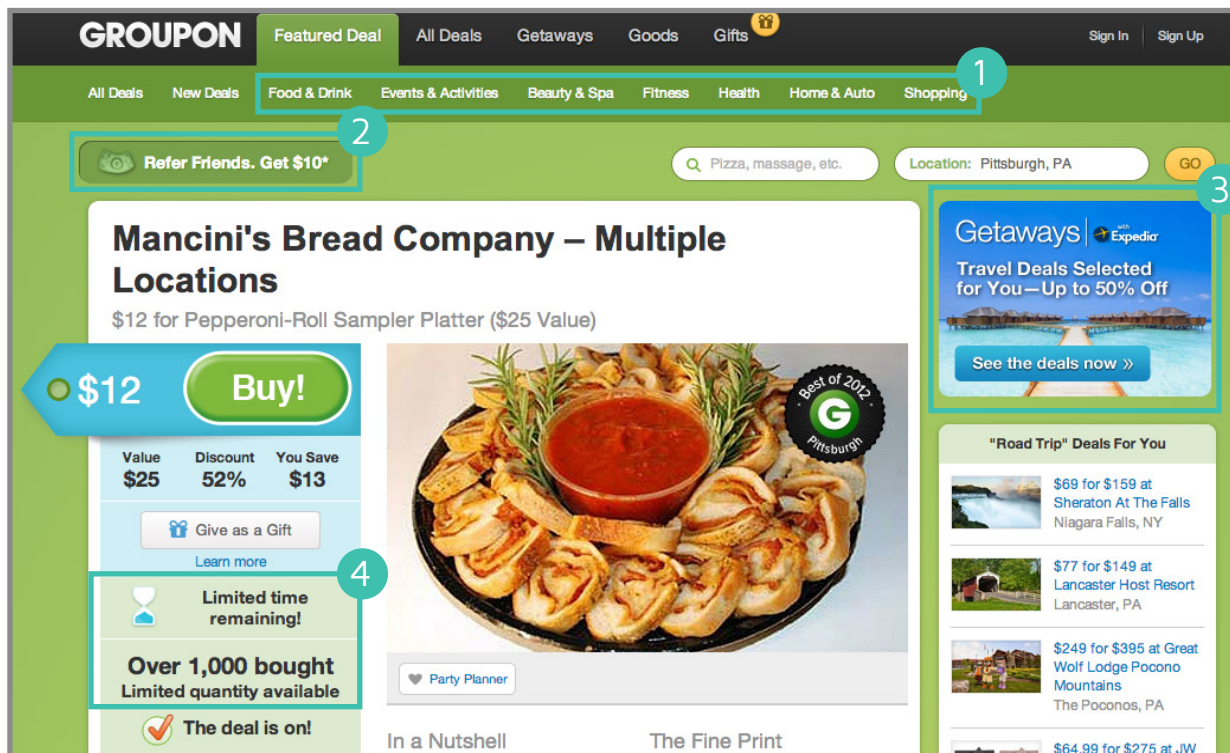 GROUPON
Featured Deal
All Deals
Getaways
Goods
Gifts
Sign In
Sign Up
1
All Deals
New Deals
Food & Drink
Events & Activities
Beauty & Spa
Fitness
Health
Home & Auto
Shopping
2
Refer Friends. Get $10*
Pizza, massage, etc.
Location: Pittsburgh, PA
GO
3
Mancini's Bread Company – Multiple
Locations
$12 for Pepperoni-Roll Sampler Platter ($25 Value)
$12
Buy!
Value
$25
Discount
52%
You Save
$13
Give as a Gift
Learn more
4
Limited time
remaining!
Over 1,000 bought
Limited quantity available
The deal is on!
Best of 2012
G
Pittsburgh
Party Planner
In a Nutshell
The Fine Print
Getaways with Expedia
Travel Deals Selected
for You—Up to 50% Off
See the deals now »
"Road Trip" Deals For You
$69 for $159 at
Sheraton At The Falls
Niagara Falls, NY
$77 for $149 at
Lancaster Host Resort
Lancaster, PA
$249 for $395 at Great
Wolf Lodge Pocono
Mountains
The Poconos, PA
$64.99 for $275 at JW